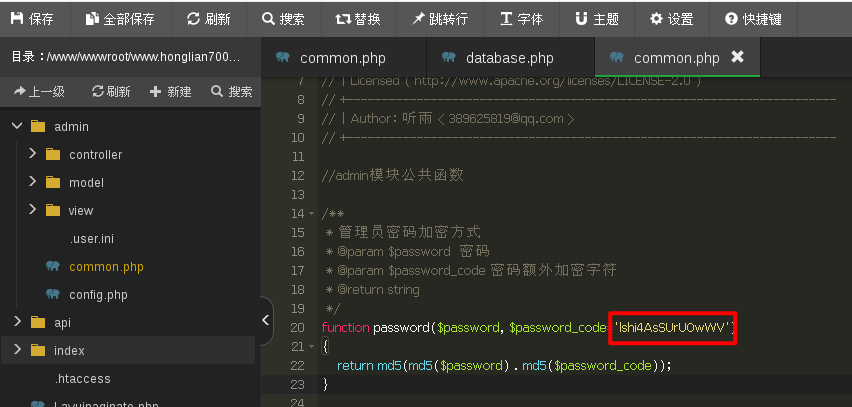 保存 全部保存 刷新 搜索 替换 跳转行 字体 主题 设置 快捷键
目录：/www/wwwroot/www.honglian700...
上一级 刷新 新建 搜索
admin
controller
model
view
.user.ini
common.php
config.php
api
index
.htaccess
Layuipaginate.php
common.php database.php common.php
7 // | Licensed ( http://www.apache.org/licenses/LICENSE-2.0 )
8 // +----------------------------------------------------------------------
9 // | Author: 听雨 < 389625819@qq.com >
10 // +----------------------------------------------------------------------
11
12 //admin模块公共函数
13
14 /**
15 * 管理员密码加密方式
16 * @param $password 密码
17 * @param $password_code 密码额外加密字符
18 * @return string
19 */
20 function password($password, $password_code='lshi4AsSUrUOwWV')
21 {
22 return md5(md5($password) . md5($password_code));
23 }
24